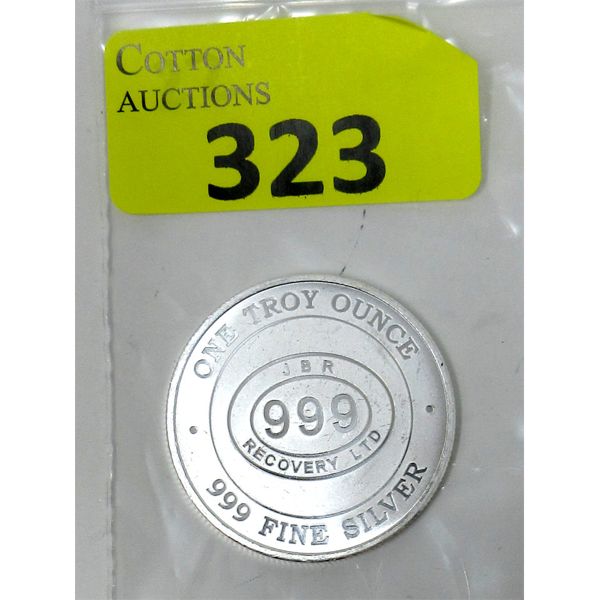 COTTON
AUCTIONS
323
ONE TROY OUNCE
JBR
999
RECOVERY LTD
999 FINE SILVER